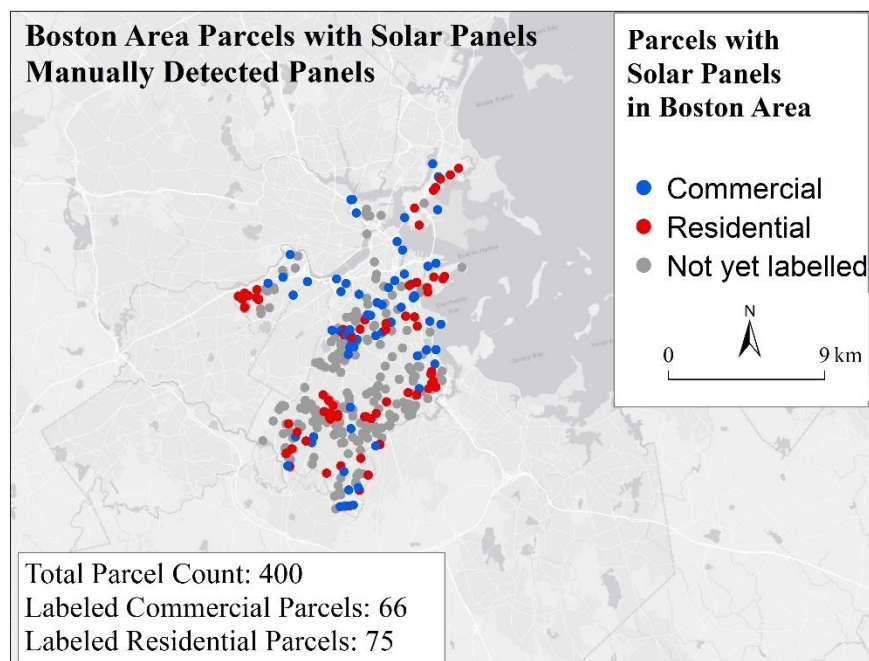 Boston Area Parcels with Solar Panels
Manually Detected Panels
Parcels with
Solar Panels
in Boston Area
Commercial
Residential
Not yet labelled
N
0 9 km
Total Parcel Count: 400
Labeled Commercial Parcels: 66
Labeled Residential Parcels: 75